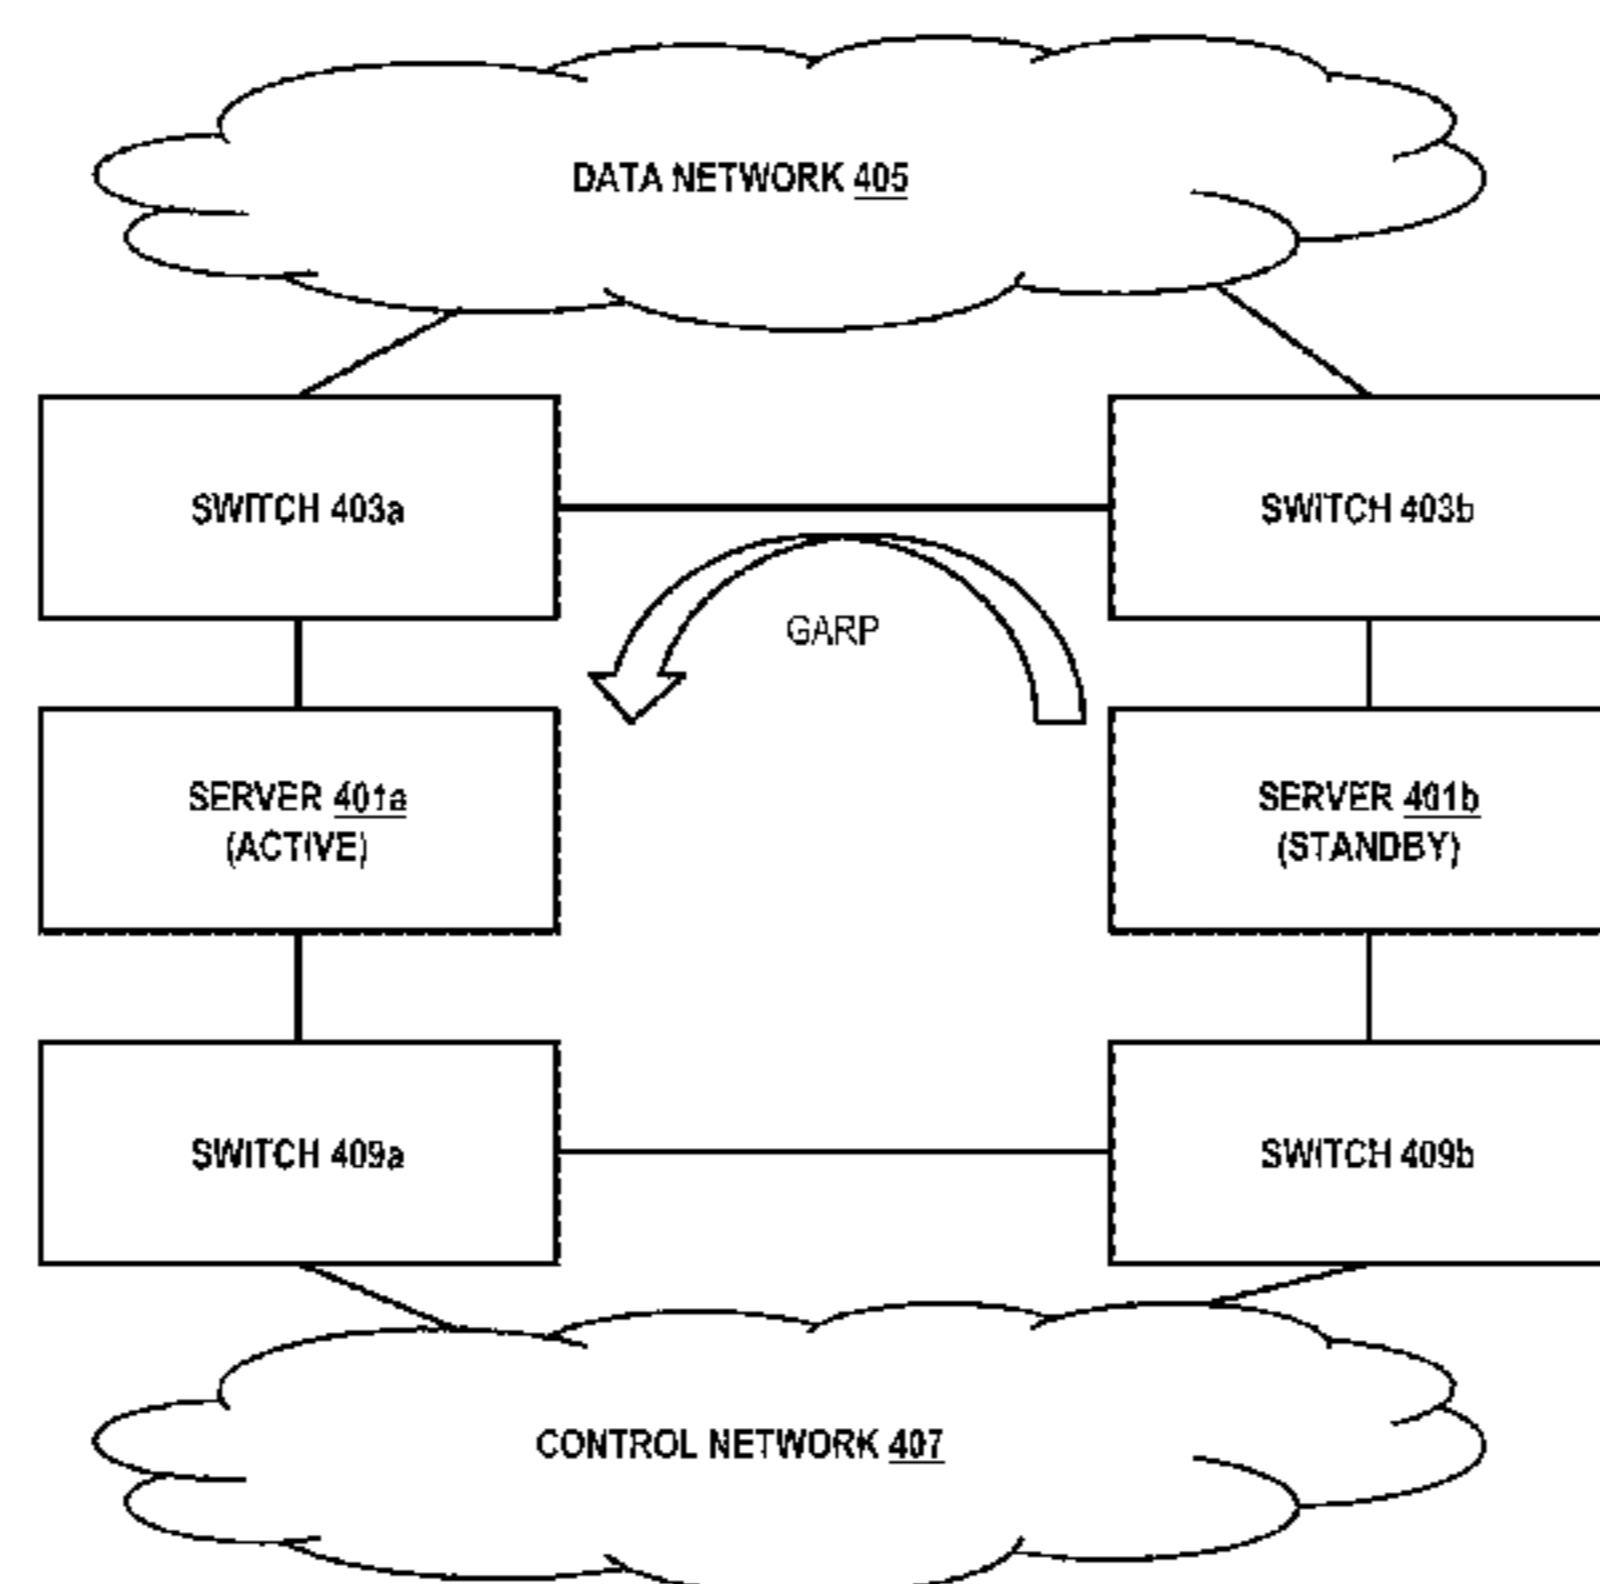 DATA NETWORK 405
SWITCH 403a
SWITCH 403b
GARP
SERVER 401a
(ACTIVE)
SERVER 401b
(STANDBY)
SWITCH 409a
SWITCH 409b
CONTROL NETWORK 407